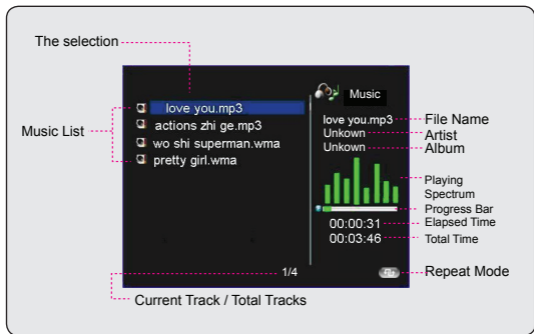 The selection
Music
love you.mp3
actions zhi ge.mp3
wo shi superman.wma
pretty girl.wma
Music List
love you.mp3
Unkown
Unkown
File Name
Artist
Album
Playing
Spectrum
Progress Bar
00:00:31
Elapsed Time
00:03:46
Total Time
1/4
Repeat Mode
Current Track / Total Tracks